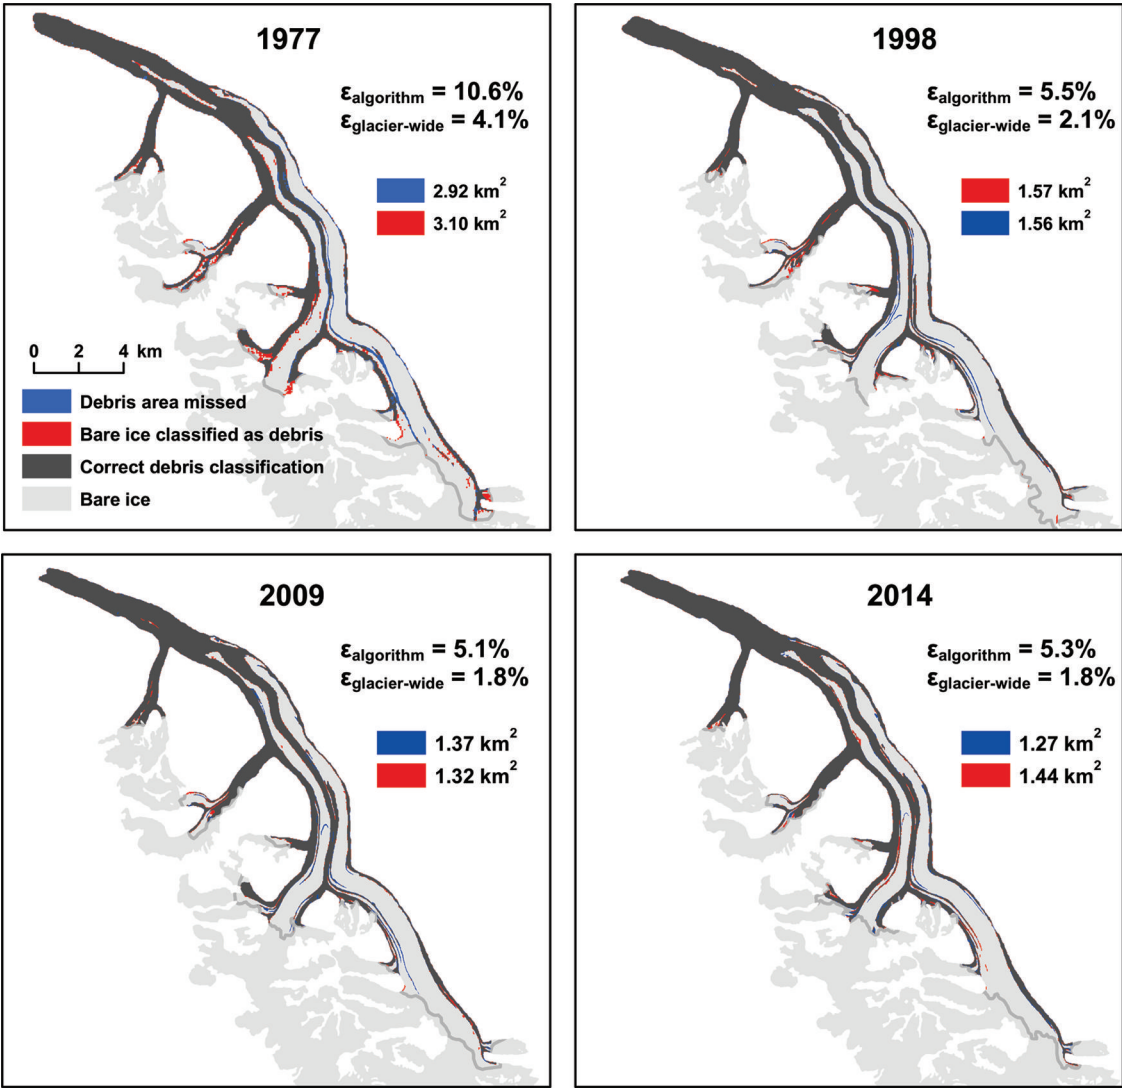 1977
εalgorithm = 10.6%
εglacier-wide = 4.1%
2.92 km²
3.10 km²
0 2 4 km
Debris area missed
Bare ice classified as debris
Correct debris classification
Bare ice
1998
εalgorithm = 5.5%
εglacier-wide = 2.1%
1.57 km²
1.56 km²
2009
εalgorithm = 5.1%
εglacier-wide = 1.8%
1.37 km²
1.32 km²
2014
εalgorithm = 5.3%
εglacier-wide = 1.8%
1.27 km²
1.44 km²